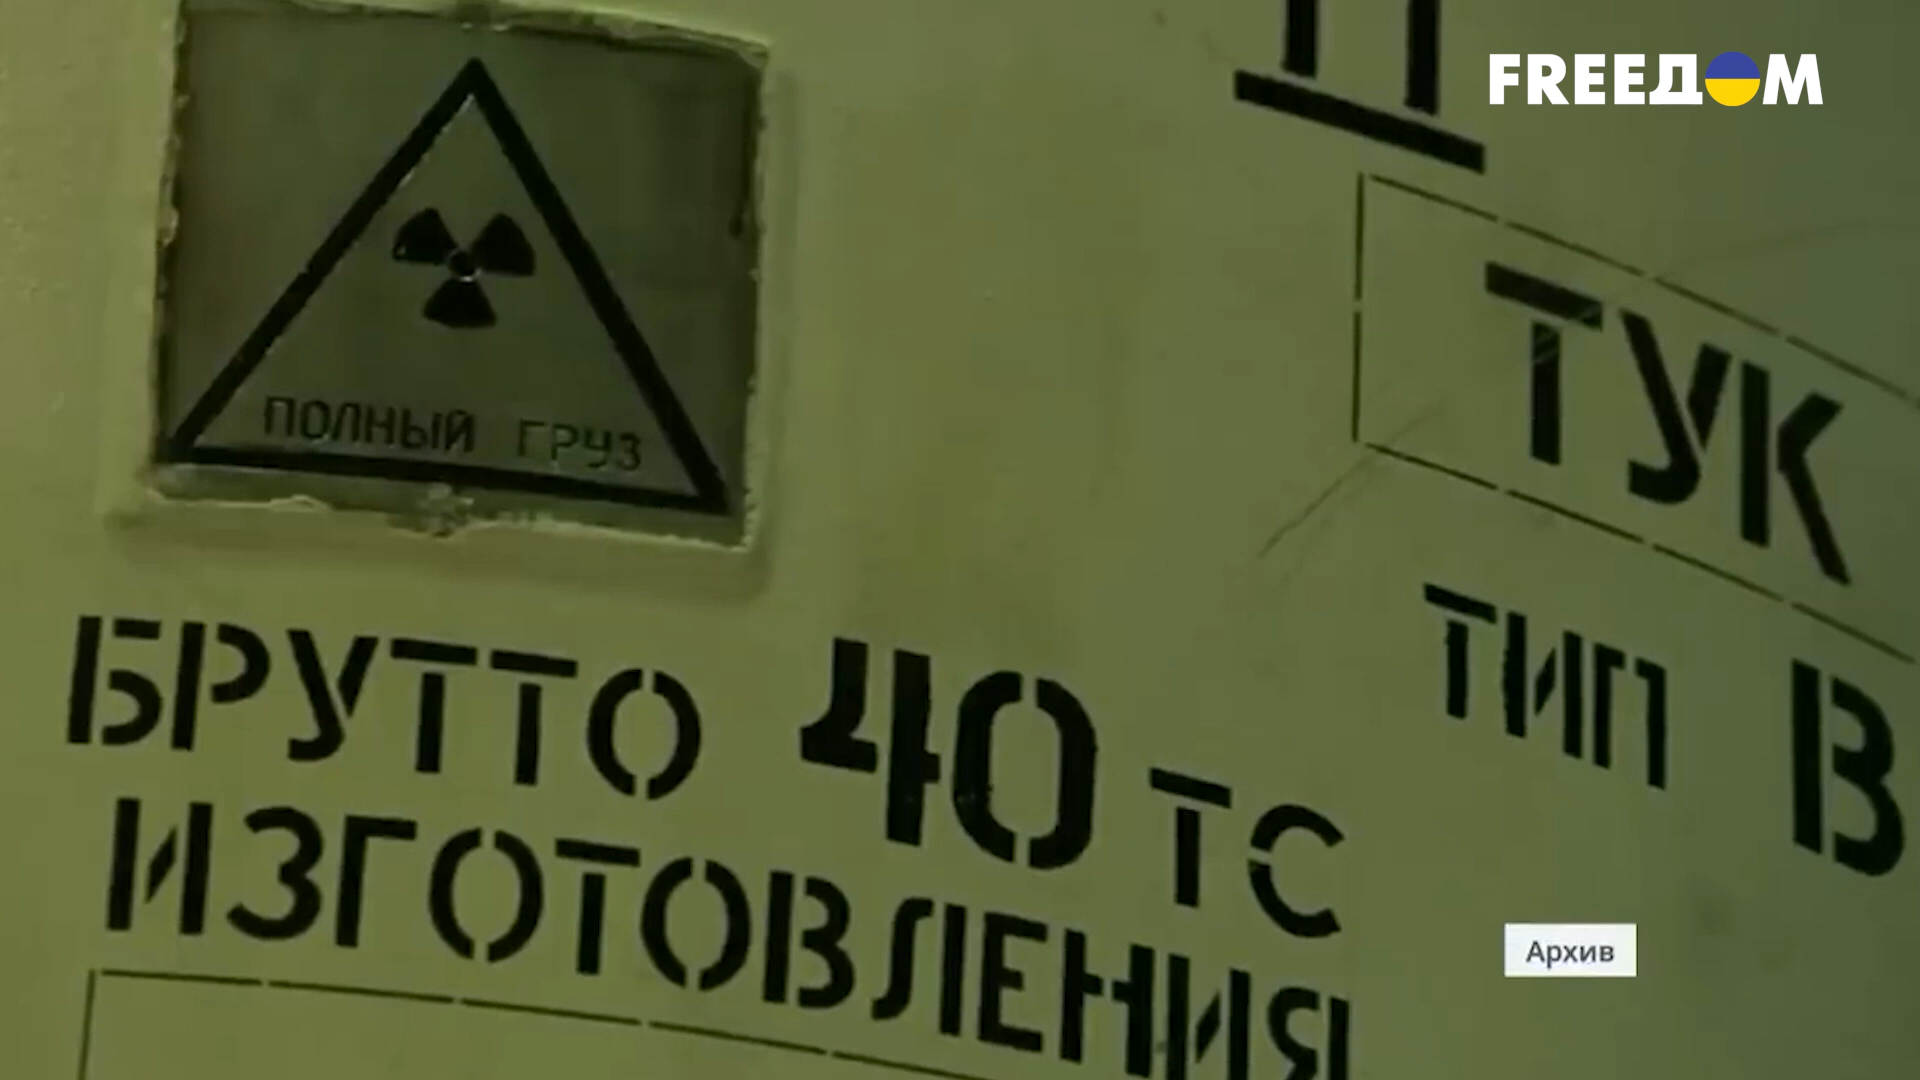 FREEДOM
ПОЛНЫЙ ГРУЗ
ТУК
ТИП В
БРУТТО 40 ТС
ИЗГОТОВЛЕНИЯ
Архив